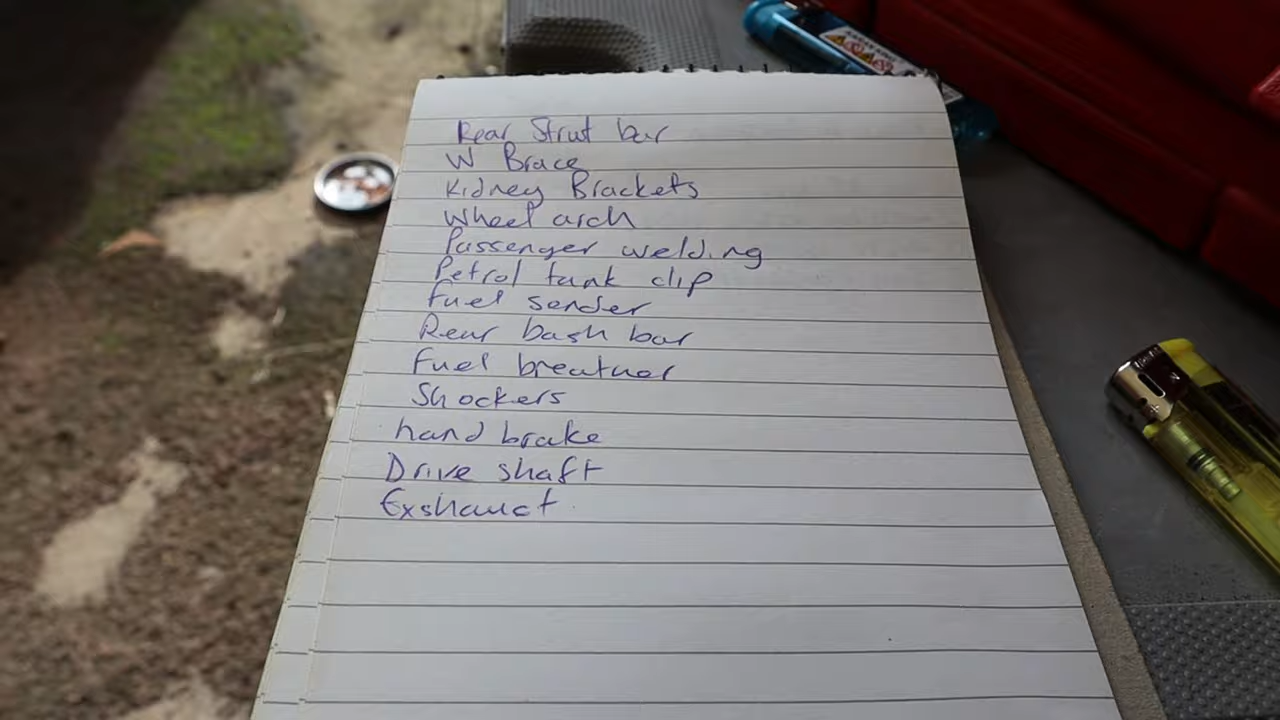 Rear Strut bar
W Brace
Kidney Brackets
Wheel arch
Passenger welding
Petrol tank clip
fuel sender
Rear bash bar
Fuel breather
Shockers
hand brake
Drive shaft
Exshauct